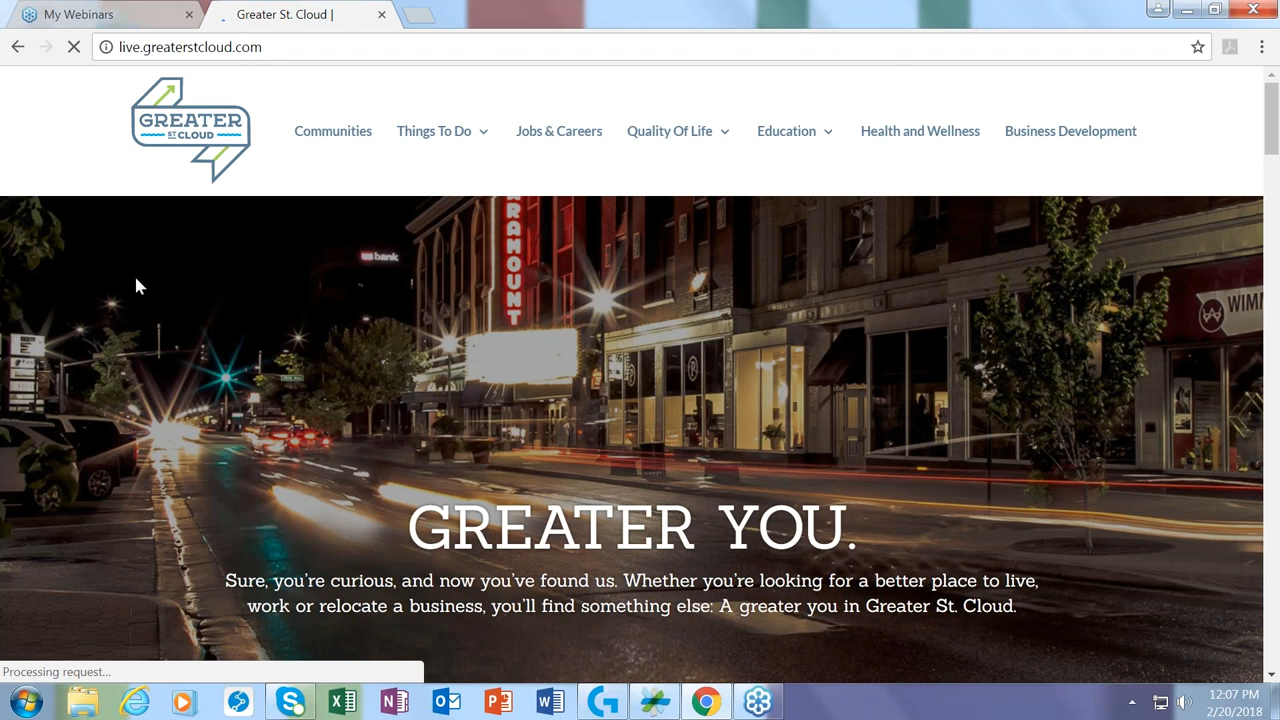 My Webinars
Greater St. Cloud |
live.greaterstcloud.com
GREATER
ST CLOUD
Communities
Things To Do
Jobs & Careers
Quality Of Life
Education
Health and Wellness
Business Development
usbank
RAMOUNT
WIMM
GREATER YOU.
Sure, you're curious, and now you've found us. Whether you're looking for a better place to live,
work or relocate a business, you'll find something else: A greater you in Greater St. Cloud.
Processing request...
12:07 PM
2/20/2018